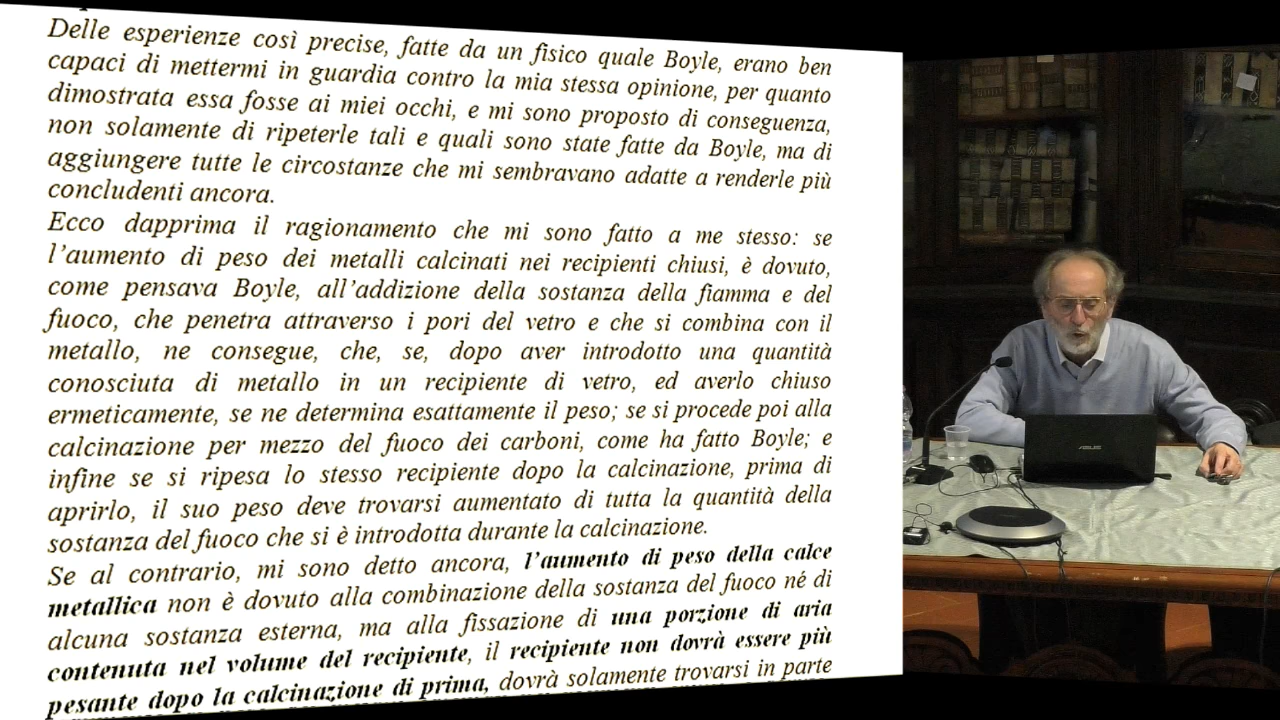 Delle esperienze così precise, fatte da un fisico quale Boyle, erano ben
capaci di mettermi in guardia contro la mia stessa opinione, per quanto
dimostrata essa fosse ai miei occhi, e mi sono proposto di conseguenza,
non solamente di ripeterle tali e quali sono state fatte da Boyle, ma di
aggiungere tutte le circostanze che mi sembravano adatte a renderle più
concludenti ancora.
Ecco dapprima il ragionamento che mi sono fatto a me stesso: se
l’aumento di peso dei metalli calcinati nei recipienti chiusi, è dovuto,
come pensava Boyle, all’addizione della sostanza della fiamma e del
fuoco, che penetra attraverso i pori del vetro e che si combina con il
metallo, ne consegue, che, se, dopo aver introdotto una quantità
conosciuta di metallo in un recipiente di vetro, ed averlo chiuso
ermeticamente, se ne determina esattamente il peso; se si procede poi alla
calcinazione per mezzo del fuoco dei carboni, come ha fatto Boyle; e
infine se si ripesa lo stesso recipiente dopo la calcinazione, prima di
aprirlo, il suo peso deve trovarsi aumentato di tutta la quantità della
sostanza del fuoco che si è introdotta durante la calcinazione.
Se al contrario, mi sono detto ancora, l’aumento di peso della calce
metallica non è dovuto alla combinazione della sostanza del fuoco né di
alcuna sostanza esterna, ma alla fissazione di una porzione di aria
contenuta nel volume del recipiente, il recipiente non dovrà essere più
pesante dopo la calcinazione di prima, dovrà solamente trovarsi in parte
ASUS